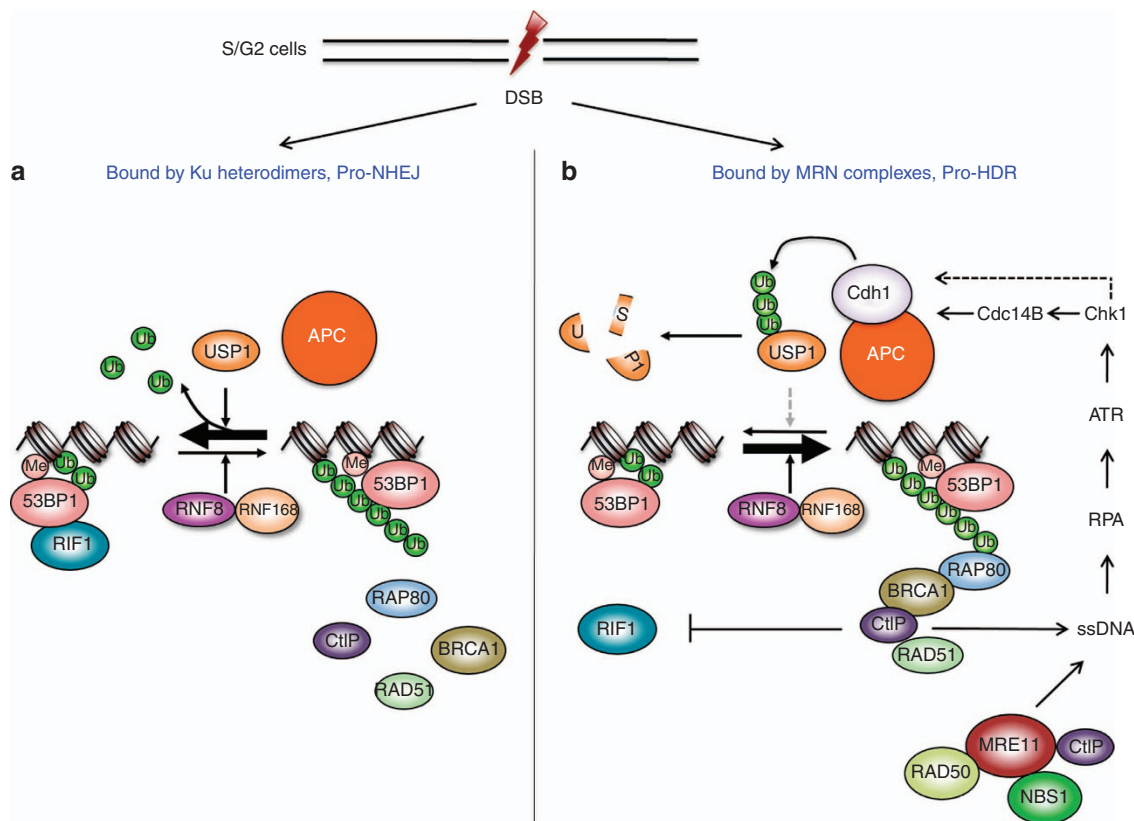 S/G2 cells
DSB
a
Bound by Ku heterodimers, Pro-NHEJ
Ub
Ub
Ub
USP1
APC
Me
Ub
Ub
53BP1
RIF1
RNF8
RNF168
Me
53BP1
Ub
Ub
Ub
Ub
Ub
Ub
RAP80
CtIP
BRCA1
RAD51
b
Bound by MRN complexes, Pro-HDR
Ub
Ub
Ub
Cdh1
Cdc14B
Chk1
U
S
P1
USP1
APC
ATR
Me
Ub
Ub
53BP1
RNF8
RNF168
Me
53BP1
Ub
Ub
Ub
Ub
Ub
Ub
RPA
RAP80
BRCA1
RIF1
CtIP
ssDNA
RAD51
MRE11
CtIP
RAD50
NBS1